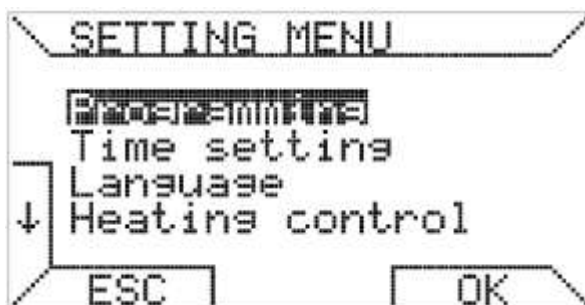 SETTING MENU
Programming
Time setting
Language
Heating control
↓
ESC OK